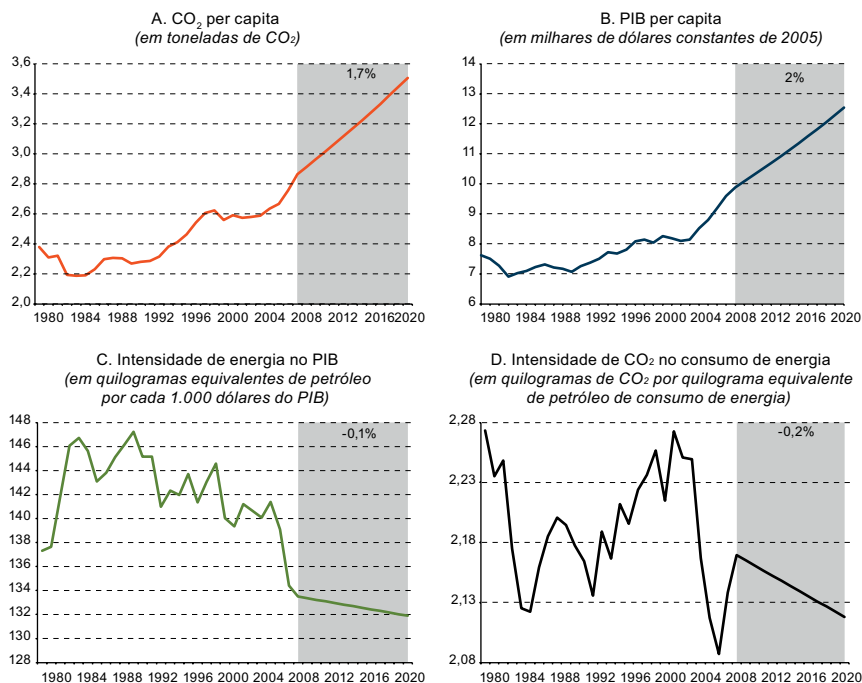 A. CO₂ per capita
(em toneladas de CO₂)
1,7%
3,6
3,4
3,2
3,0
2,8
2,6
2,4
2,2
2,0
1980 1984 1988 1992 1996 2000 2004 2008 2012 20162020
B. PIB per capita
(em milhares de dólares constantes de 2005)
2%
14
13
12
11
10
9
8
7
6
1980 1984 1988 1992 1996 2000 2004 2008 2012 20162020
C. Intensidade de energia no PIB
(em quilogramas equivalentes de petróleo
por cada 1.000 dólares do PIB)
-0,1%
148
146
144
142
140
138
136
134
132
130
128
1980 1984 1988 1992 1996 2000 2004 2008 2012 2016 2020
D. Intensidade de CO₂ no consumo de energia
(em quilogramas de CO₂ por quilograma equivalente
de petróleo de consumo de energia)
-0,2%
2,28
2,23
2,18
2,13
2,08
1980 1984 1988 1992 1996 2000 2004 2008 2012 2016 2020